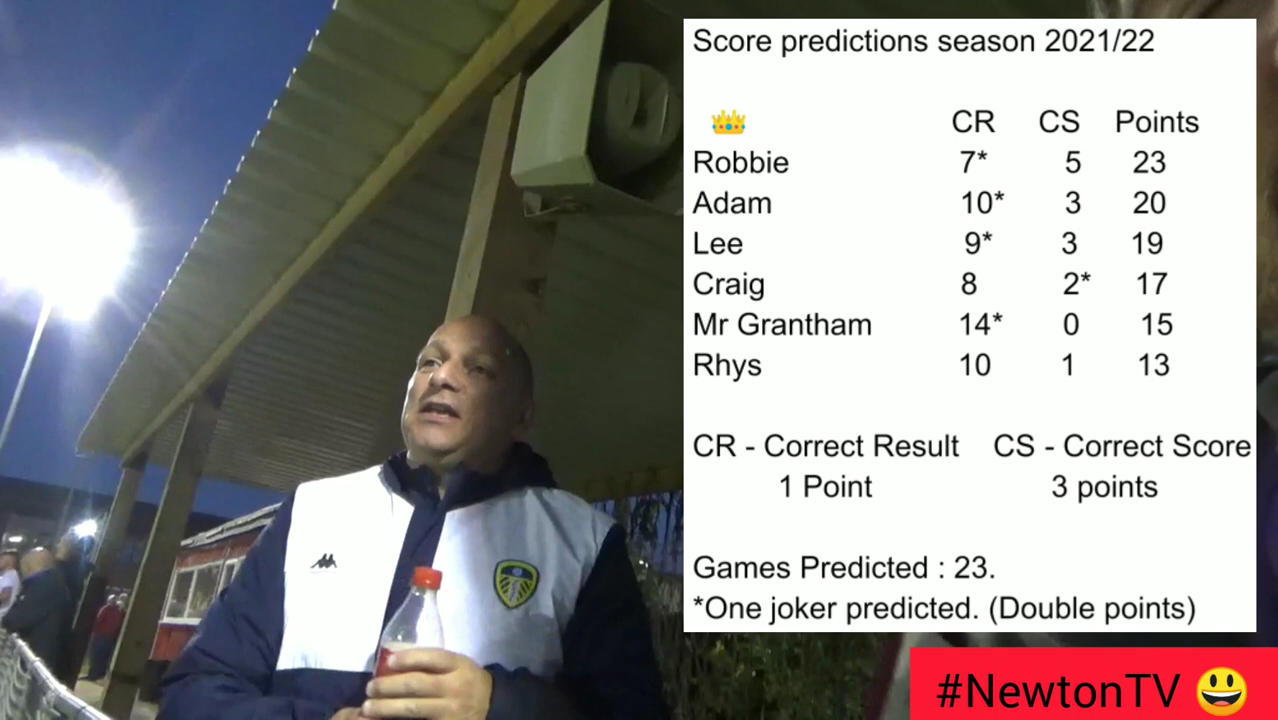 Score predictions season 2021/22
👑 CR CS Points
Robbie 7* 5 23
Adam 10* 3 20
Lee 9* 3 19
Craig 8 2* 17
Mr Grantham 14* 0 15
Rhys 10 1 13
CR - Correct Result CS - Correct Score
1 Point 3 points
Games Predicted : 23.
*One joker predicted. (Double points)
#NewtonTV 😃